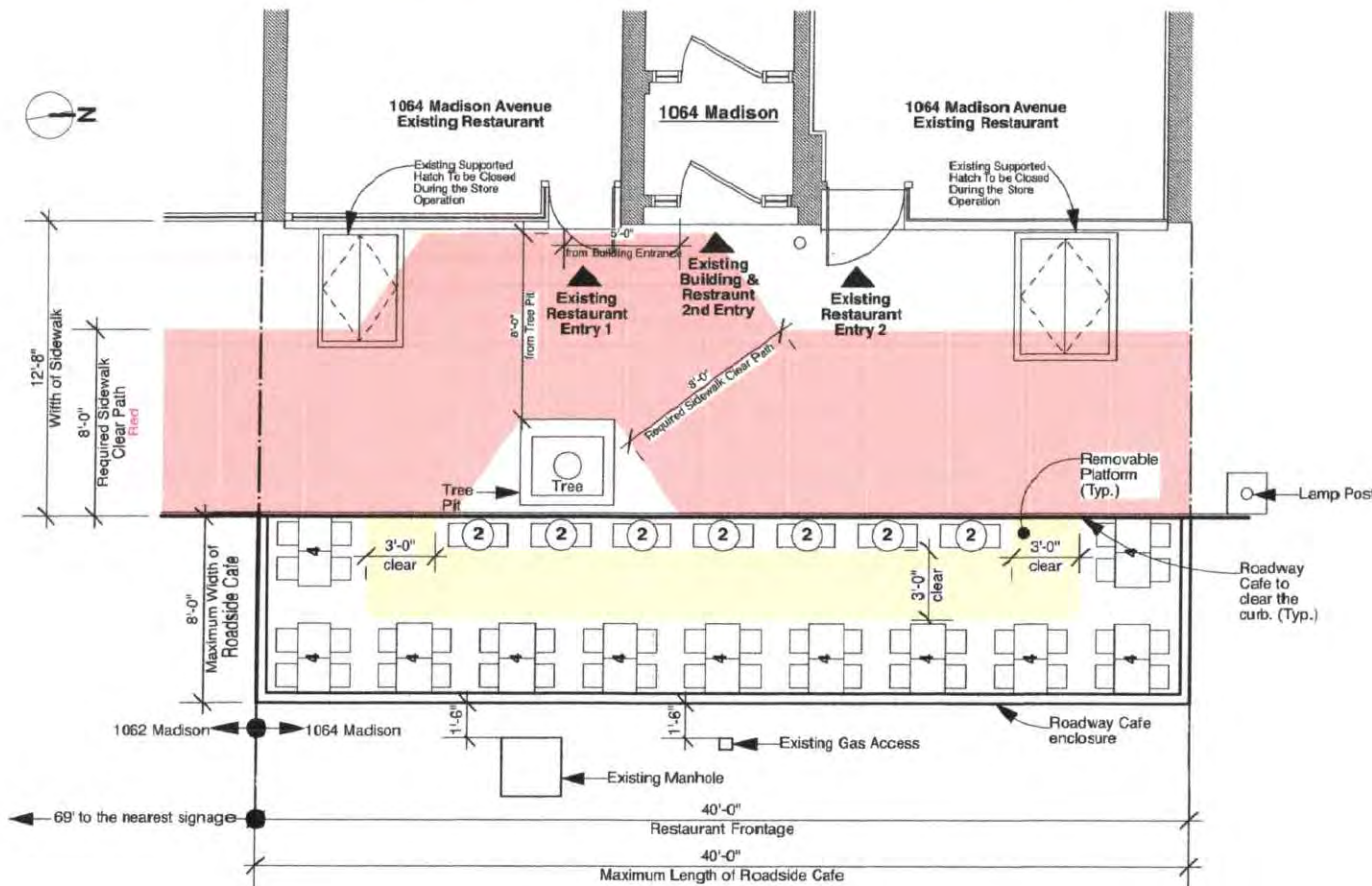 N
1064 Madison Avenue
Existing Restaurant
1064 Madison
1064 Madison Avenue
Existing Restaurant
Existing Supported
Hatch To be Closed
During the Store
Operation
Existing Supported
Hatch To be Closed
During the Store
Operation
5'-0"
from Building Entrance
Existing
Restaurant
Entry 1
Existing
Building &
Restraunt
2nd Entry
Existing
Restaurant
Entry 2
12'-8"
Wifth of Sidewalk
8'-0"
Required Sidewalk
Clear Path
Red
8'-0"
from Tree Pit
8'-0"
Required Sidewalk Clear Path
Tree
Pit
Tree
Removable
Platform
(Typ.)
Lamp Post
4
2
2
2
2
2
2
2
4
3'-0"
clear
3'-0"
clear
3'-0"
clear
Roadway
Cafe to
clear the
curb. (Typ.)
8'-0"
Maximum Width of
Roadside Cafe
4
4
4
4
4
4
4
4
4
1062 Madison
1064 Madison
1'-6"
1'-6"
Roadway Cafe
enclosure
Existing Gas Access
Existing Manhole
69' to the nearest signage
40'-0"
Restaurant Frontage
40'-0"
Maximum Length of Roadside Cafe